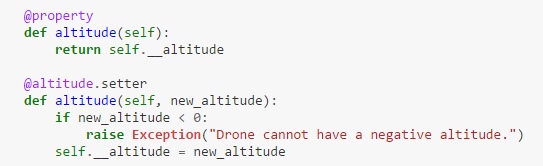 @property
def altitude(self):
    return self.__altitude

@altitude.setter
def altitude(self, new_altitude):
    if new_altitude < 0:
        raise Exception("Drone cannot have a negative altitude.")
    self.__altitude = new_altitude